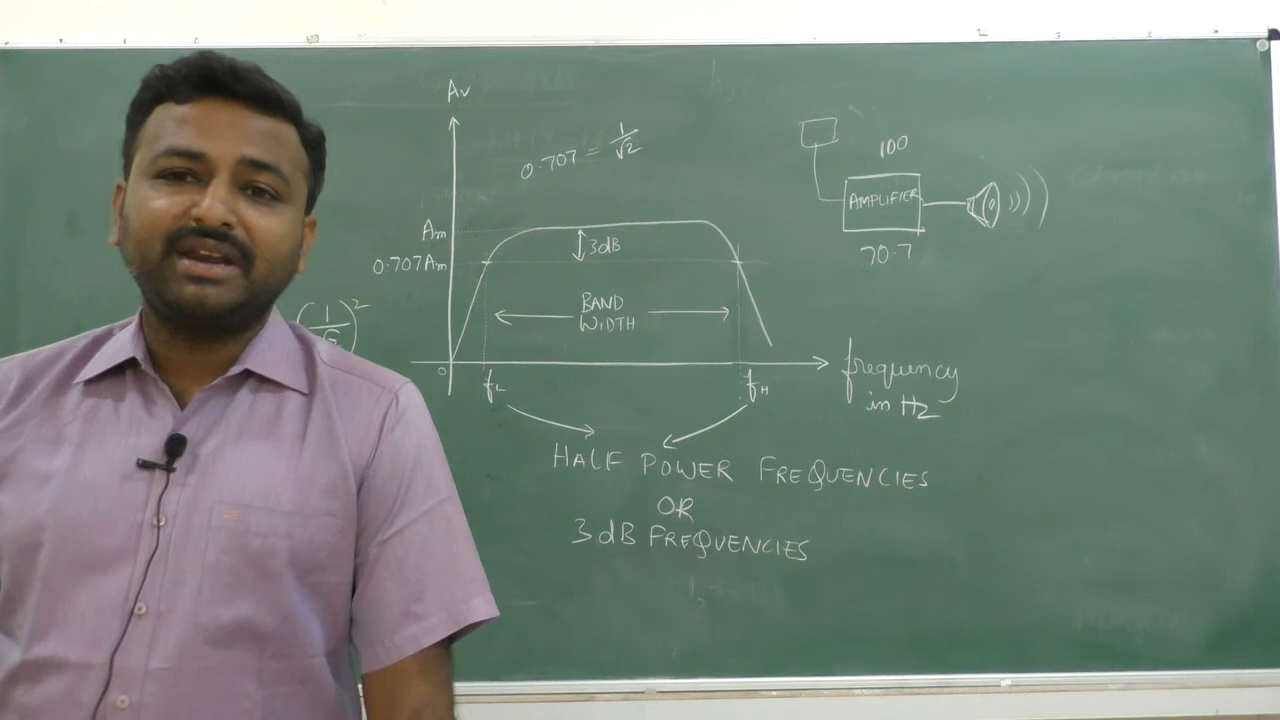 Av
0.707 = 1/√2
Am
0.707Am
3dB
BAND
WIDTH
0
fL
fH
frequency
in Hz
HALF POWER FREQUENCIES
OR
3dB FREQUENCIES
100
AMPLIFIER
70.7